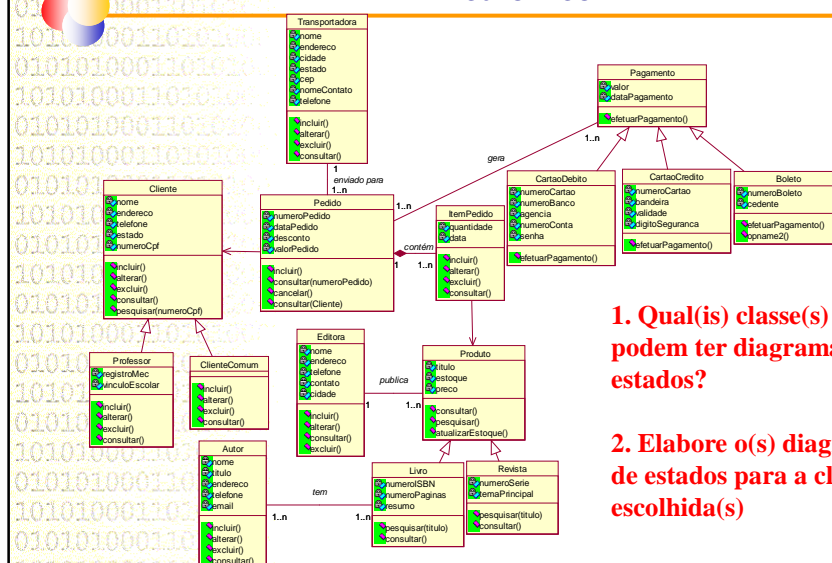 Transportadora
nome
endereco
cidade
estado
cep
nomeContato
telefone
incluir()
alterar()
excluir()
consultar()
1
enviado para
1..n
Pagamento
valor
dataPagamento
efetuarPagamento()
1..n
gera
1..n
Cliente
nome
endereco
telefone
estado
numeroCpf
incluir()
alterar()
excluir()
consultar()
pesquisar(numeroCpf)
Pedido
numeroPedido
dataPedido
desconto
valorPedido
incluir()
consultar(numeroPedido)
cancelar()
consultar(Cliente)
contém
1
1..n
ItemPedido
quantidade
data
incluir()
alterar()
excluir()
consultar()
CartaoDebito
numeroCartao
numeroBanco
agencia
numeroConta
senha
efetuarPagamento()
CartaoCredito
numeroCartao
bandeira
validade
digitoSeguranca
efetuarPagamento()
Boleto
numeroBoleto
cedente
efetuarPagamento()
opname2()
Professor
registroMec
vinculoEscolar
incluir()
alterar()
excluir()
consultar()
ClienteComum
incluir()
alterar()
excluir()
consultar()
Editora
nome
endereco
telefone
contato
cidade
incluir()
alterar()
consultar()
excluir()
publica
1
1..n
Produto
titulo
estoque
preco
consultar()
pesquisar()
atualizarEstoque()
Autor
nome
titulo
endereco
telefone
email
incluir()
alterar()
excluir()
consultar()
tem
1..n
1..n
Livro
numeroISBN
numeroPaginas
resumo
pesquisar(titulo)
consultar()
Revista
numeroSerie
temaPrincipal
pesquisar(titulo)
consultar()
1. Qual(is) classe(s)
podem ter diagrama
estados?
2. Elabore o(s) diag
de estados para a cl
escolhida(s)